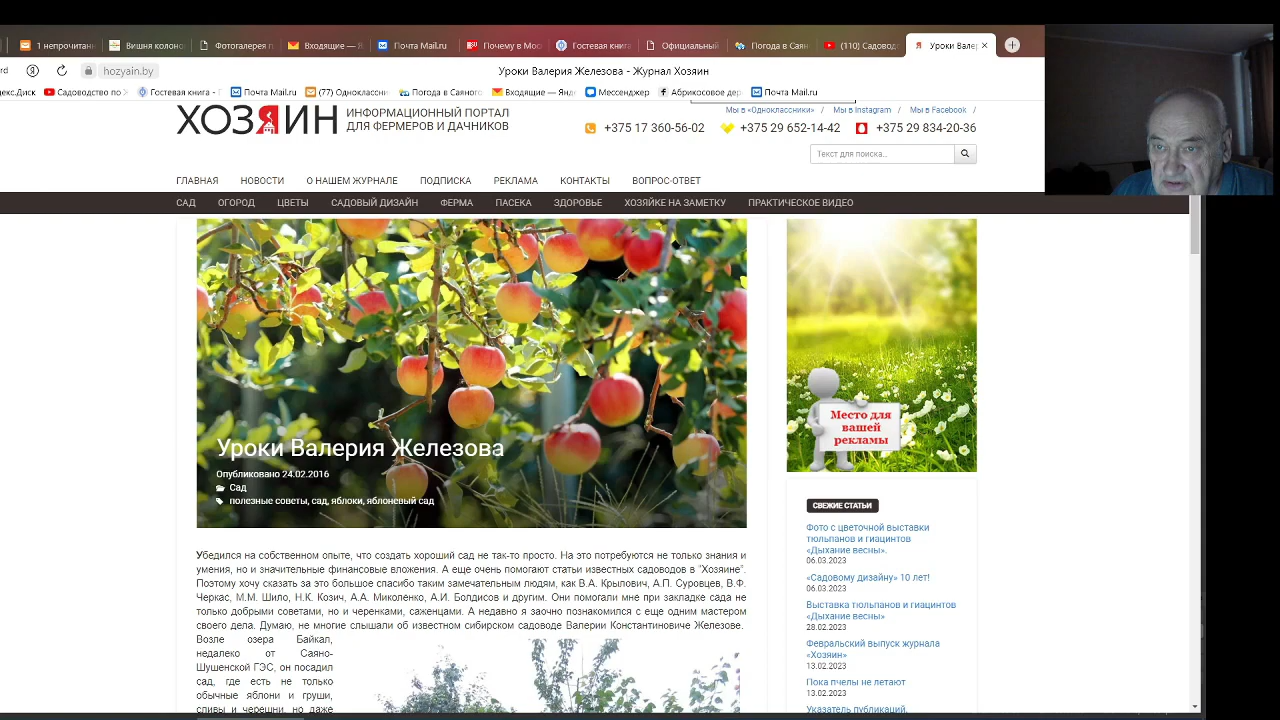 1 непрочитанн
Вишня колоно
Фотогалерея г
Входящие — Я
Почта Mail.ru
Почему в Мос
Гостевая книга
Официальный
Погода в Саян
(110) Садоводс
Уроки Вале
hozyain.by
Уроки Валерия Железова - Журнал Хозяин
кс.Диск
Садоводство по
Гостевая книга - Г
Почта Mail.ru
(77) Одноклассни
Погода в Саяного
Входящие — Янде
Мессенджер
Абрикосовое дер
Почта Mail.ru
ХОЗЯИН
ИНФОРМАЦИОННЫЙ ПОРТАЛ
ДЛЯ ФЕРМЕРОВ И ДАЧНИКОВ
Мы в «Одноклассники» / Мы в Instagram / Мы в Facebook /
+375 17 360-56-02 +375 29 652-14-42 +375 29 834-20-36
Текст для поиска...
ГЛАВНАЯ НОВОСТИ О НАШЕМ ЖУРНАЛЕ ПОДПИСКА РЕКЛАМА КОНТАКТЫ ВОПРОС-ОТВЕТ
САД ОГОРОД ЦВЕТЫ САДОВЫЙ ДИЗАЙН ФЕРМА ПАСЕКА ЗДОРОВЬЕ ХОЗЯЙКЕ НА ЗАМЕТКУ ПРАКТИЧЕСКОЕ ВИДЕО
Уроки Валерия Железова
Опубликовано 24.02.2016
Сад
полезные советы, сад, яблоки, яблоневый сад
Убедился на собственном опыте, что создать хороший сад не так-то просто. На это потребуются не только знания и
умения, но и значительные финансовые вложения. А еще очень помогают статьи известных садоводов в "Хозяине".
Поэтому хочу сказать за это большое спасибо таким замечательным людям, как В.А. Крылович, А.П. Суровцев, В.Ф.
Черкас, М.М. Шило, Н.К. Козич, А.А. Миколенко, А.И. Болдисов и другим. Они помогали мне при закладке сада не
только добрыми советами, но и черенками, саженцами. А недавно я заочно познакомился с еще одним мастером
своего дела. Думаю, не многие слышали об известном сибирском садоводе Валерии Константиновиче Железове.
Возле озера Байкал,
недалеко от Саяно-
Шушенской ГЭС, он посадил
сад, где есть не только
обычные яблони и груши,
сливы и черешни, но даже
Место для
вашей
рекламы
СВЕЖИЕ СТАТЬИ
Фото с цветочной выставки
тюльпанов и гиацинтов
«Дыхание весны».
06.03.2023
«Садовому дизайну» 10 лет!
06.03.2023
Выставка тюльпанов и гиацинтов
«Дыхание весны»
28.02.2023
Февральский выпуск журнала
«Хозяин»
13.02.2023
Пока пчелы не летают
13.02.2023
Указатель публикаций,